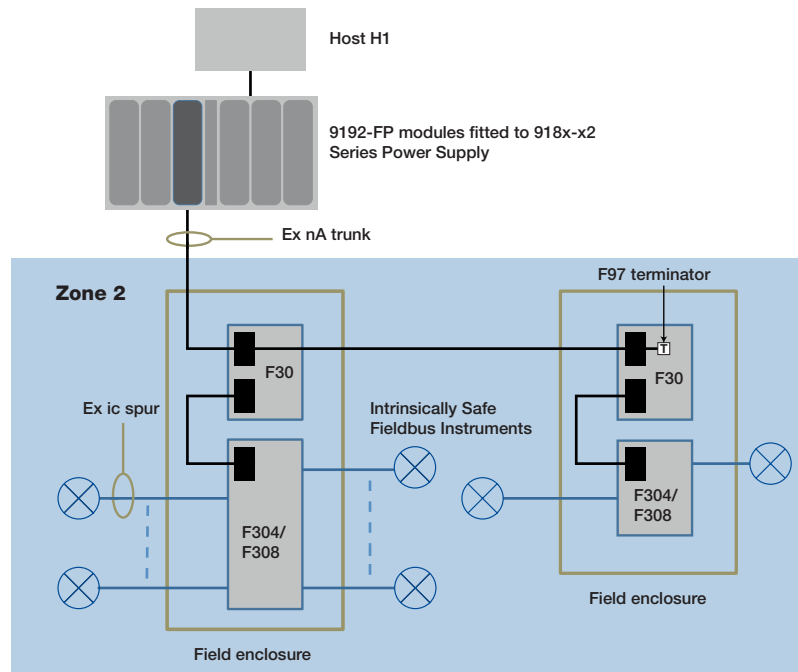 Host H1
9192-FP modules fitted to 918x-x2
Series Power Supply
Ex nA trunk
Zone 2
F97 terminator
T
F30
F30
Ex ic spur
Intrinsically Safe
Fieldbus Instruments
F304/
F308
F304/
F308
Field enclosure
Field enclosure